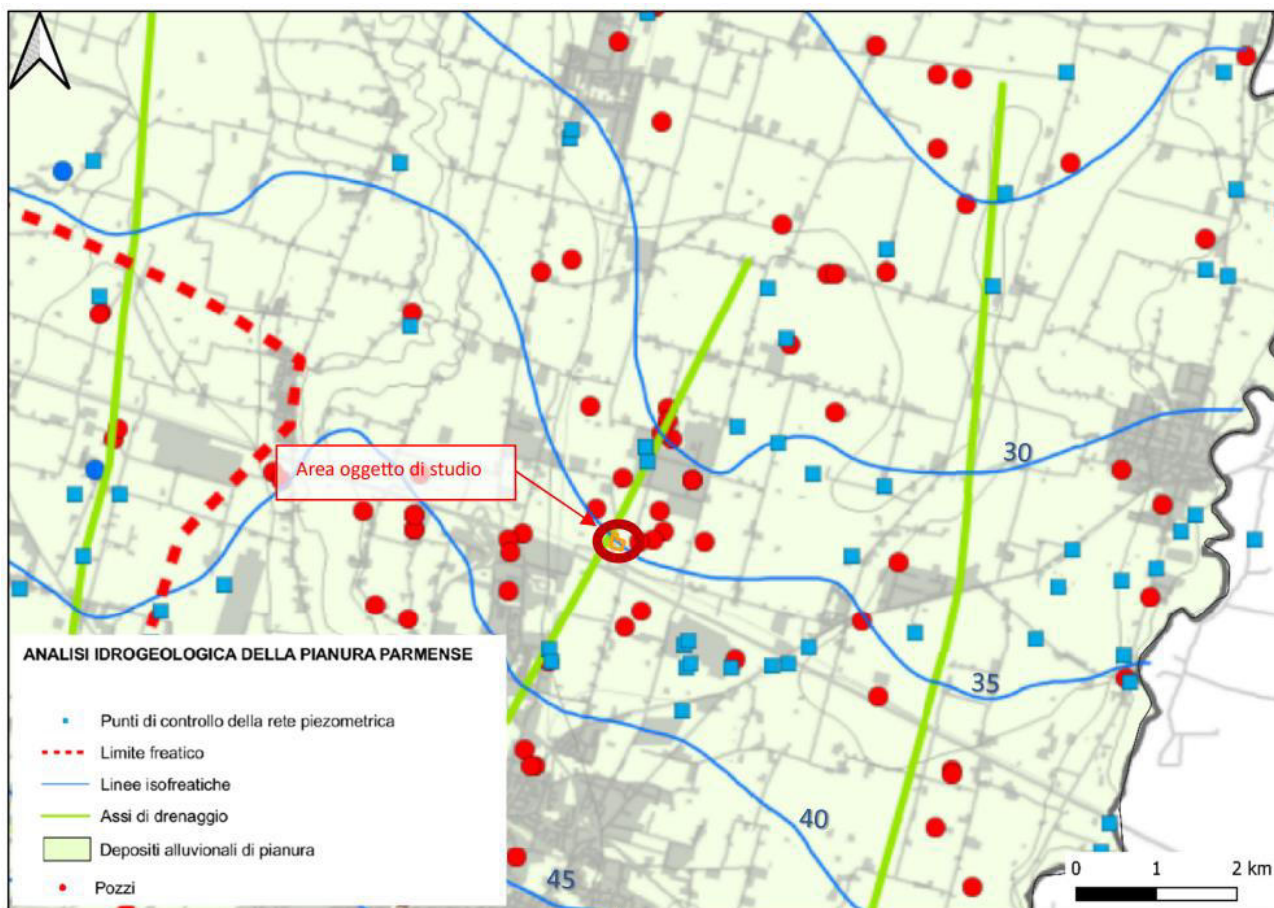 30
Area oggetto di studio
35
40
45
ANALISI IDROGEOLOGICA DELLA PIANURA PARMENSE
Punti di controllo della rete piezometrica
Limite freatico
Linee isofreatiche
Assi di drenaggio
Depositi alluvionali di pianura
Pozzi
0 1 2 km